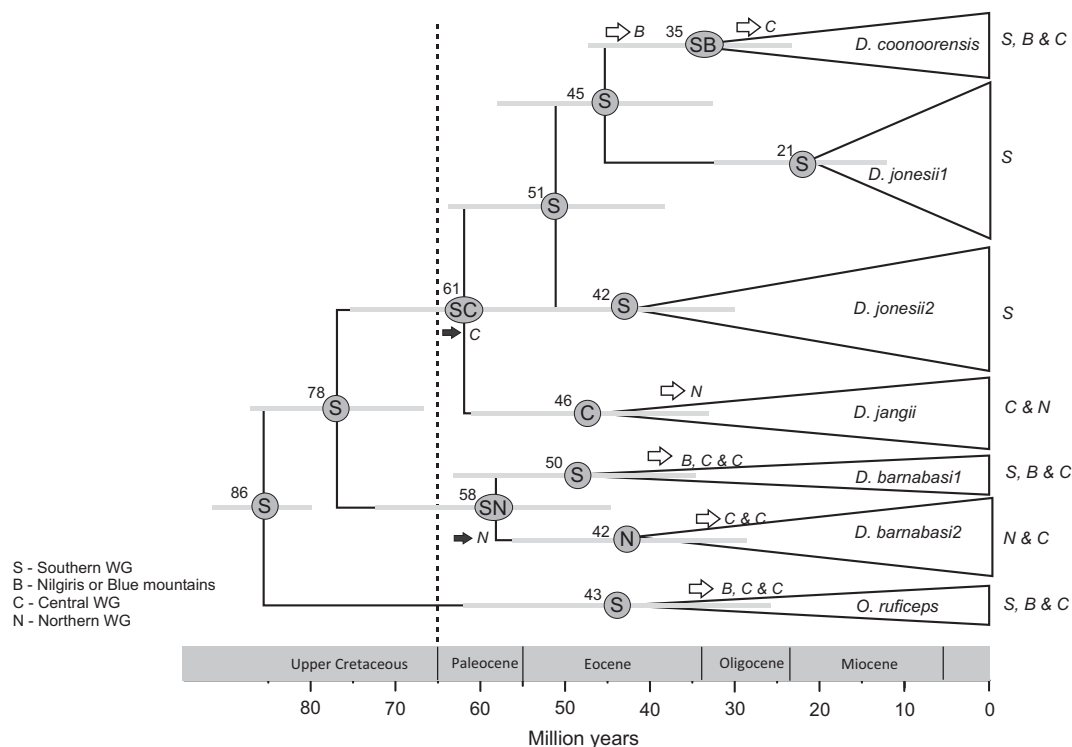 B
35
SB
C
D. coonoorensis
S, B & C
45
S
21
S
D. jonesii1
S
51
S
61
SC
C
42
S
D. jonesii2
S
46
C
N
D. jangii
C & N
78
S
50
S
B, C & C
D. barnabasi1
S, B & C
86
S
58
SN
N
42
N
C & C
D. barnabasi2
N & C
43
S
B, C & C
O. ruficeps
S, B & C
S - Southern WG
B - Nilgiris or Blue mountains
C - Central WG
N - Northern WG
Upper Cretaceous Paleocene Eocene Oligocene Miocene
80 70 60 50 40 30 20 10 0
Million years